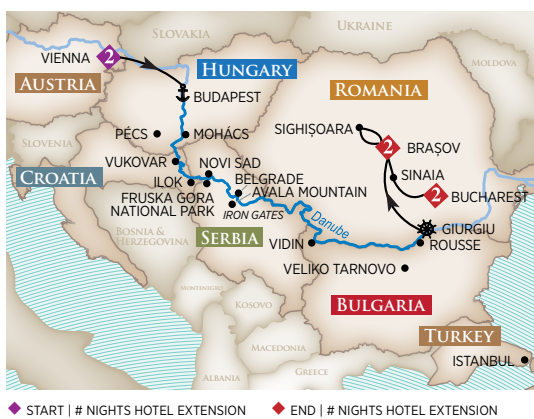 SLOVAKIA
UKRAINE
VIENNA
2
MOLDOVA
HUNGARY
AUSTRIA
ROMANIA
BUDAPEST
SIGHIȘOARA
PÉCS
MOHÁCS
2
BRAȘOV
SLOVENIA
VUKOVAR
NOVI SAD
SINAIA
CROATIA
ILOK
BELGRADE
2
BUCHAREST
FRUSKA GORA
NATIONAL PARK
AVALA MOUNTAIN
IRON GATES
Danube
GIURGIU
BOSNIA &
HERZEGOVINA
SERBIA
VIDIN
ROUSSE
VELIKO TARNOVO
MONTENEGRO
KOSOVO
BULGARIA
MACEDONIA
TURKEY
ALBANIA
GREECE
ISTANBUL
START | # NIGHTS HOTEL EXTENSION
END | # NIGHTS HOTEL EXTENSION